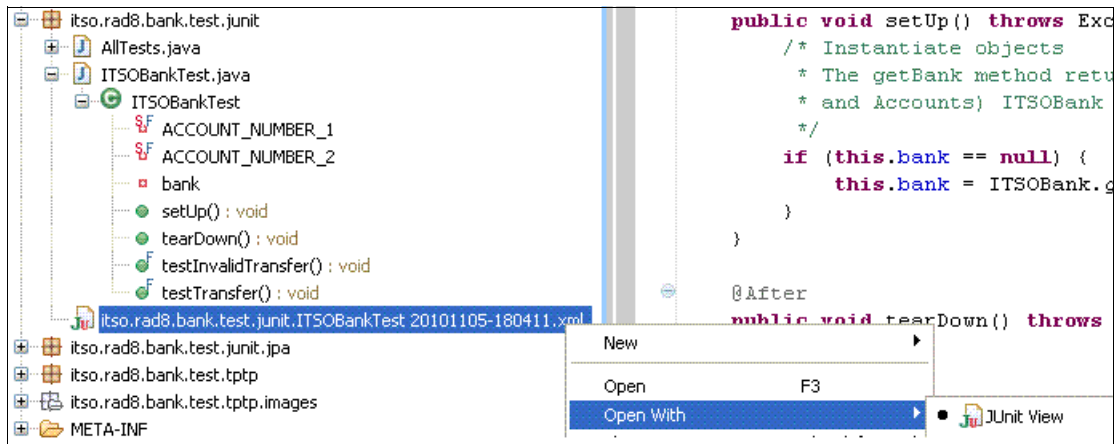 itso.rad8.bank.test.junit
AllTests.java
ITSOBankTest.java
ITSOBankTest
ACCOUNT_NUMBER_1
ACCOUNT_NUMBER_2
bank
setUp() : void
tearDown() : void
testInvalidTransfer() : void
testTransfer() : void
itso.rad8.bank.test.junit.ITSOBankTest 20101105-180411.xml
itso.rad8.bank.test.junit.jpa
itso.rad8.bank.test.tptp
itso.rad8.bank.test.tptp.images
META-INF
public void setUp() throws Exc
/* Instantiate objects
* The getBank method retu
* and Accounts) ITSOBank
*/
if (this.bank == null) {
this.bank = ITSOBank.g
}
}
@After
public void tearDown() throws
New
Open F3
Open With
JUnit View